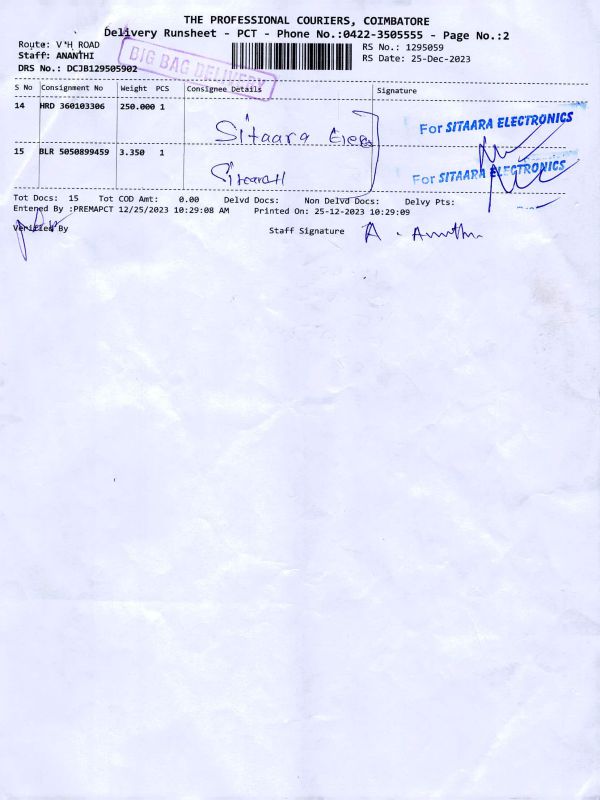 THE PROFESSIONAL COURIERS, COIMBATORE
Delivery Runsheet - PCT - Phone No.:0422-3505555 - Page No.:2
Route: V H ROAD
RS No.: 1295059
Staff: ANANTHI
RS Date: 25-Dec-2023
DRS No.: DCJB129505902
BIG BAG DELIVERY
S No Consignment No Weight PCS Consignee Details Signature
14 HRD 360103306 250.000 1
Sitaara
For SITAARA ELECTRONICS
15 BLR 5050899459 3.350 1
For SITAARA ELECTRONICS
Tot Docs: 15 Tot COD Amt: 0.00 Delvd Docs: Non Delvd Docs: Delvy Pts:
Entened By :PREMAPCT 12/25/2023 10:29:08 AM Printed On: 25-12-2023 10:29:09
Verified By Staff Signature